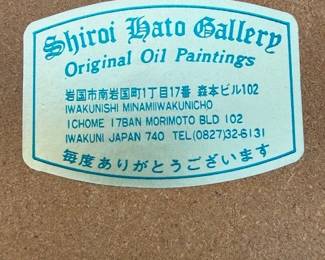 Shiroi Hato Gallery
Original Oil Paintings
岩国市南岩国町1丁目17番 森本ビル102
IWAKUNISHI MINAMIIWAKUNICHO
1CHOME 17BAN MORIMOTO BLD 102
IWAKUNI JAPAN 740 TEL(0827)32-6131
毎度ありがとうございます